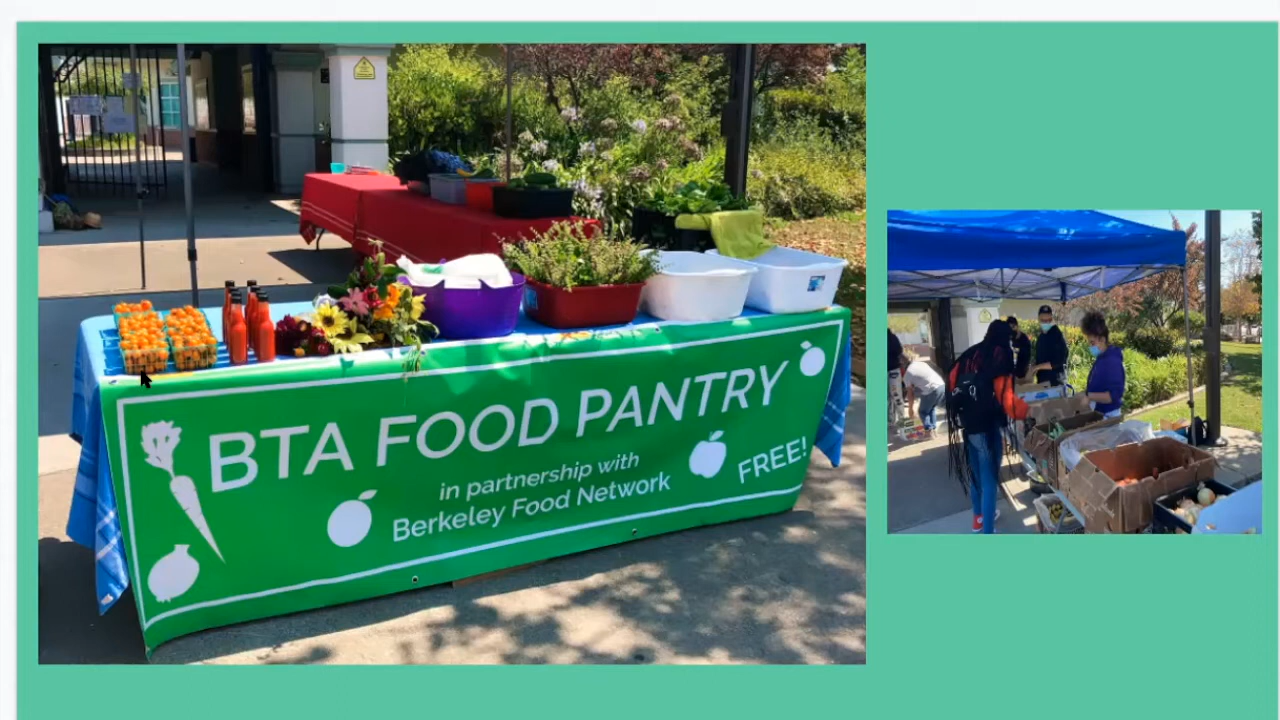 BTA FOOD PANTRY
in partnership with
Berkeley Food Network
FREE!